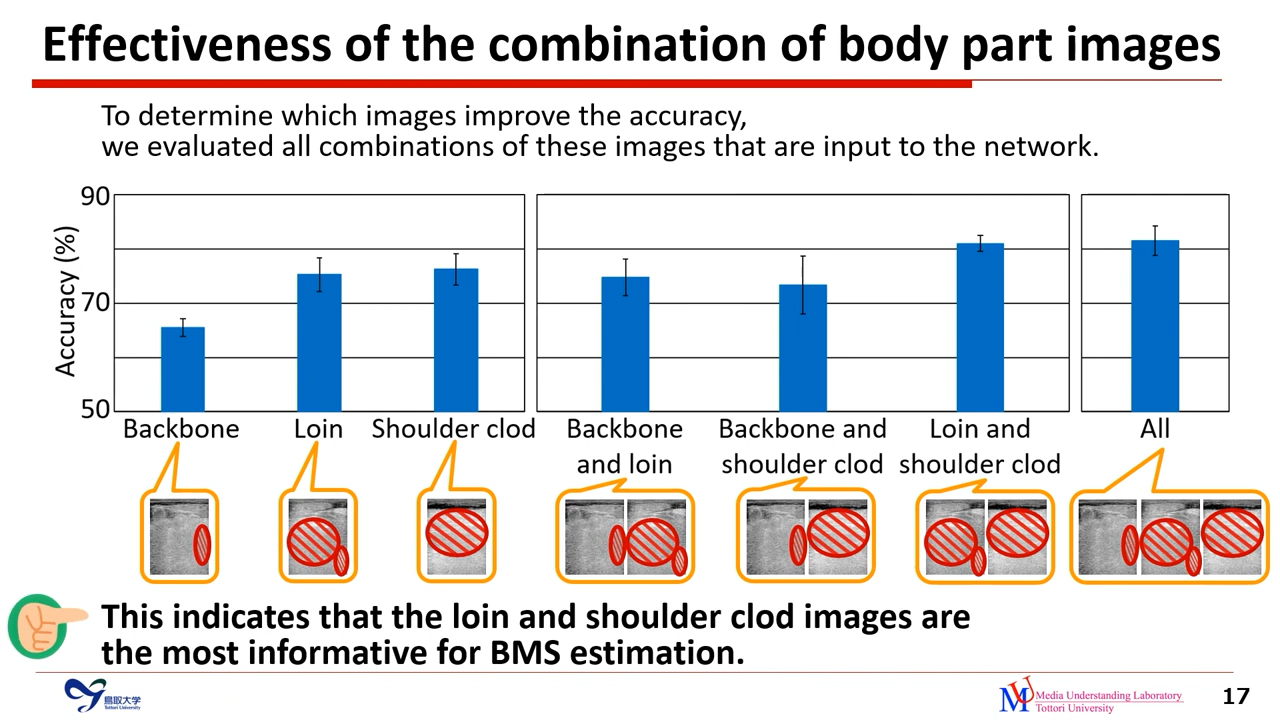 Effectiveness of the combination of body part images
To determine which images improve the accuracy,
we evaluated all combinations of these images that are input to the network.
Accuracy (%)
90
70
50
Backbone
Loin
Shoulder clod
Backbone
and loin
Backbone and
shoulder clod
Loin and
shoulder clod
All
This indicates that the loin and shoulder clod images are
the most informative for BMS estimation.
鳥取大学
Tottori University
MU
Media Understanding Laboratory
Tottori University
17